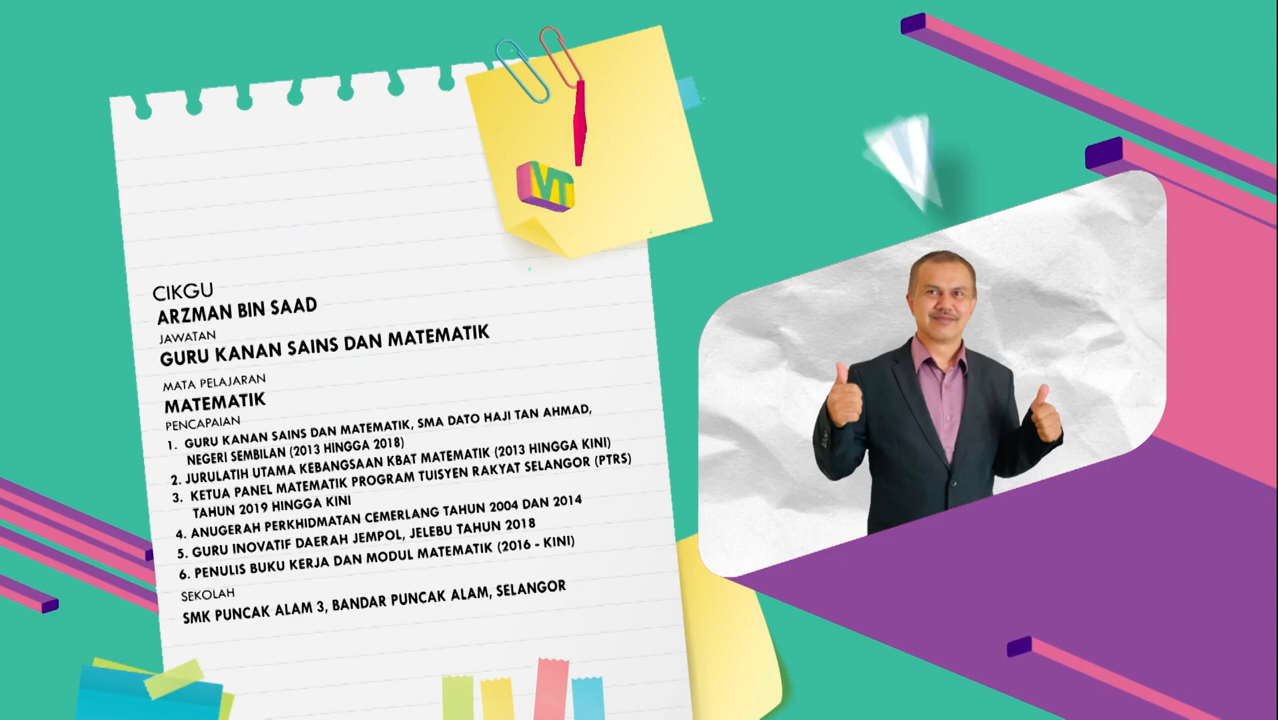 VT
CIKGU
ARZMAN BIN SAAD
JAWATAN
GURU KANAN SAINS DAN MATEMATIK
MATA PELAJARAN
MATEMATIK
PENCAPAIAN
1. GURU KANAN SAINS DAN MATEMATIK, SMA DATO HAJI TAN AHMAD,
NEGERI SEMBILAN (2013 HINGGA 2018)
2. JURULATIH UTAMA KEBANGSAAN KBAT MATEMATIK (2013 HINGGA KINI)
3. KETUA PANEL MATEMATIK PROGRAM TUISYEN RAKYAT SELANGOR (PTRS)
TAHUN 2019 HINGGA KINI
4. ANUGERAH PERKHIDMATAN CEMERLANG TAHUN 2004 DAN 2014
5. GURU INOVATIF DAERAH JEMPOL, JELEBU TAHUN 2018
6. PENULIS BUKU KERJA DAN MODUL MATEMATIK (2016 - KINI)
SEKOLAH
SMK PUNCAK ALAM 3, BANDAR PUNCAK ALAM, SELANGOR